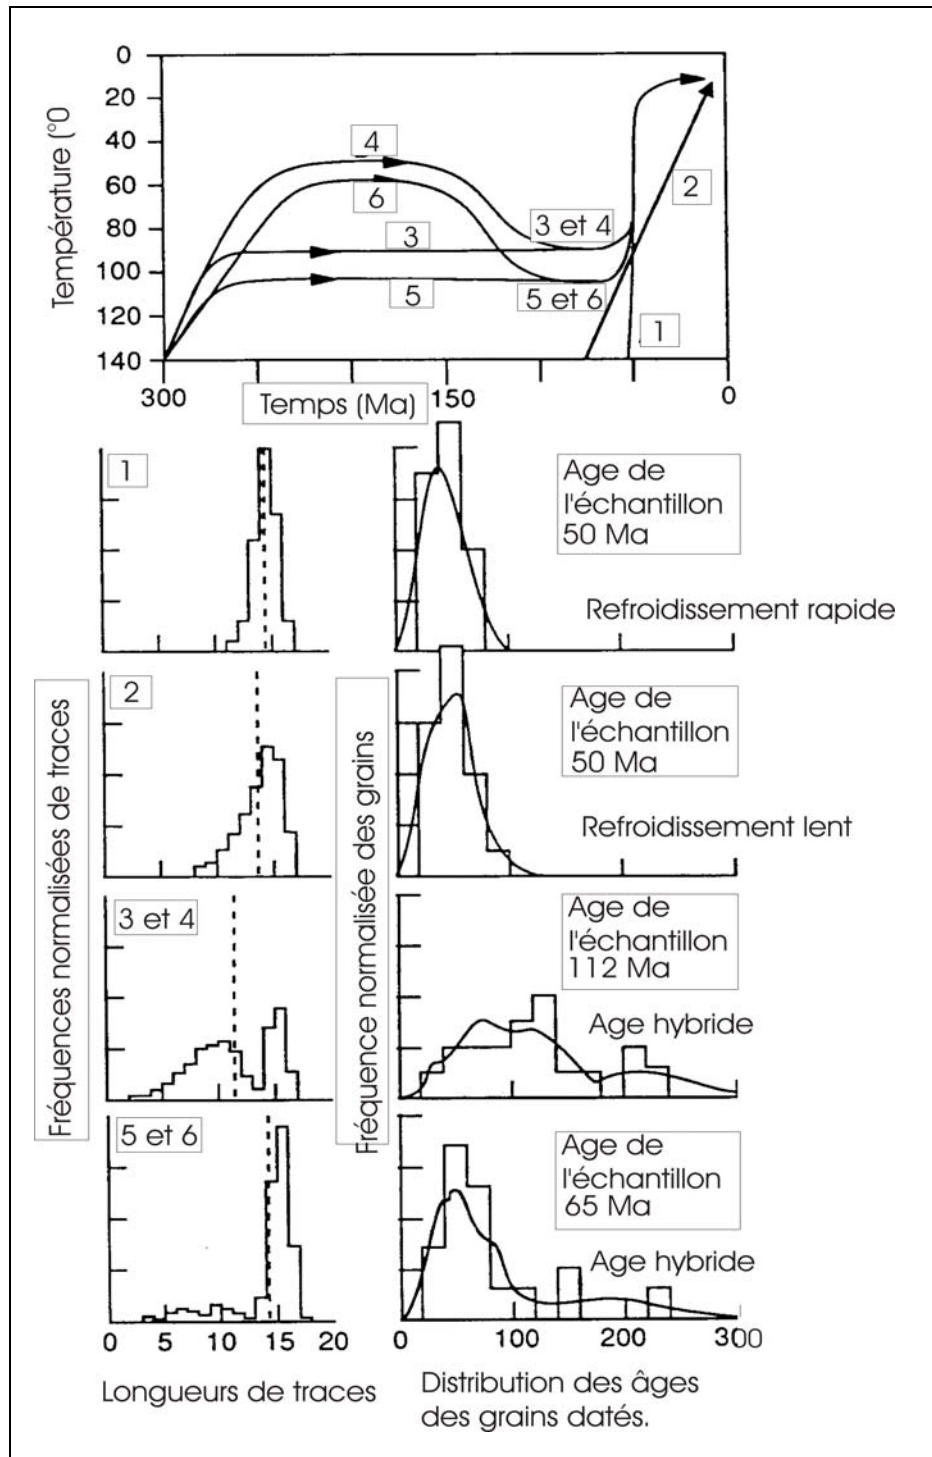 0
20
40
60
80
100
120
140
Température (°0
4
6
3
3 et 4
5
5 et 6
2
1
300
Temps (Ma)
150
0
1
Age de
l'échantillon
50 Ma
Refroidissement rapide
2
Age de
l'échantillon
50 Ma
Refroidissement lent
Fréquences normalisées de traces
Fréquence normalisée des grains
3 et 4
Age de
l'échantillon
112 Ma
Age hybride
5 et 6
Age de
l'échantillon
65 Ma
Age hybride
0 5 10 15 20
0 100 200 300
Longueurs de traces
Distribution des âges
des grains datés.